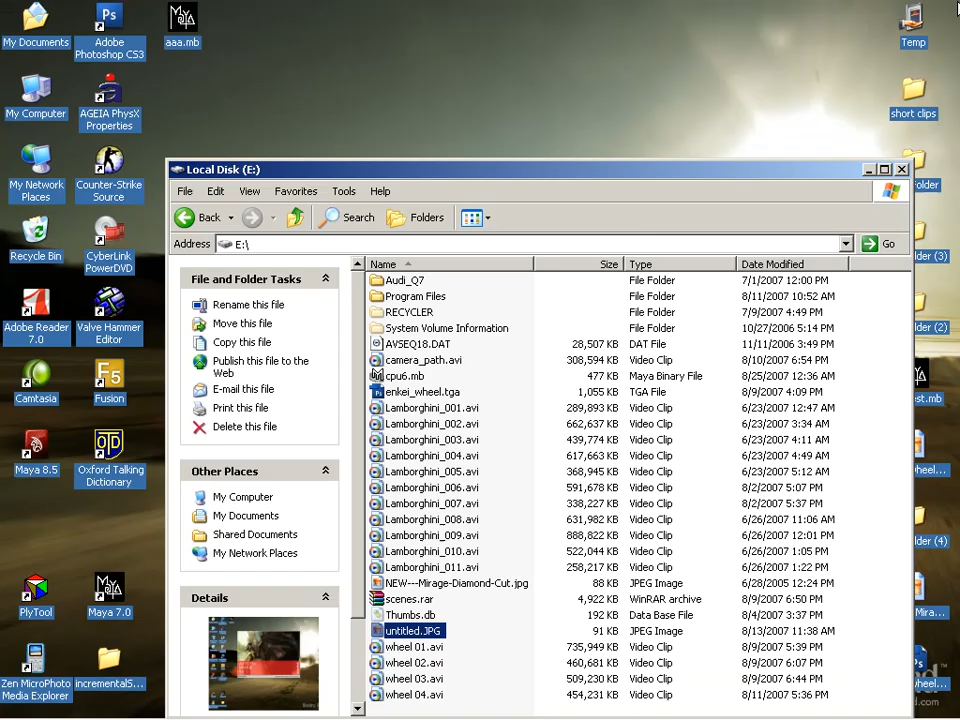 My Documents
Adobe
Photoshop CS3
aaa.mb
Temp
My Computer
AGEIA PhysX
Properties
short clips
My Network
Places
Counter-Strike
Source
older
Recycle Bin
CyberLink
PowerDVD
older (3)
Adobe Reader
7.0
Valve Hammer
Editor
older (2)
Camtasia
Fusion
est.mb
Maya 8.5
Oxford Talking
Dictionary
wheel...
older (4)
PlyTool
Maya 7.0
Mira...
Zen MicroPhoto
Media Explorer
incremental5...
wheel...
Local Disk (E:)
File Edit View Favorites Tools Help
Back Search Folders
Address E:\ Go
File and Folder Tasks
Rename this file
Move this file
Copy this file
Publish this file to the
Web
E-mail this file
Print this file
Delete this file
Other Places
My Computer
My Documents
Shared Documents
My Network Places
Details
Name Size Type Date Modified
Audi_Q7 File Folder 7/1/2007 12:00 PM
Program Files File Folder 8/11/2007 10:52 AM
RECYCLER File Folder 7/9/2007 4:49 PM
System Volume Information File Folder 10/27/2006 5:14 PM
AVSEQ18.DAT 28,507 KB DAT File 11/11/2006 3:49 PM
camera_path.avi 308,594 KB Video Clip 8/10/2007 6:54 PM
cpu6.mb 477 KB Maya Binary File 8/25/2007 12:36 AM
enkei_wheel.tga 1,055 KB TGA File 8/9/2007 4:09 PM
Lamborghini_001.avi 289,893 KB Video Clip 6/23/2007 12:47 AM
Lamborghini_002.avi 662,637 KB Video Clip 6/23/2007 3:34 AM
Lamborghini_003.avi 439,774 KB Video Clip 6/23/2007 4:11 AM
Lamborghini_004.avi 617,663 KB Video Clip 6/23/2007 4:49 AM
Lamborghini_005.avi 368,945 KB Video Clip 6/23/2007 5:12 AM
Lamborghini_006.avi 591,678 KB Video Clip 8/2/2007 5:07 PM
Lamborghini_007.avi 338,227 KB Video Clip 8/2/2007 5:37 PM
Lamborghini_008.avi 631,982 KB Video Clip 6/26/2007 11:06 AM
Lamborghini_009.avi 888,822 KB Video Clip 6/26/2007 12:01 PM
Lamborghini_010.avi 522,044 KB Video Clip 6/26/2007 1:05 PM
Lamborghini_011.avi 258,217 KB Video Clip 6/26/2007 1:22 PM
NEW---Mirage-Diamond-Cut.jpg 88 KB JPEG Image 6/28/2005 12:24 PM
scenes.rar 4,922 KB WinRAR archive 8/9/2007 6:50 PM
Thumbs.db 192 KB Data Base File 8/4/2007 3:37 PM
untitled.JPG 91 KB JPEG Image 8/13/2007 11:38 AM
wheel 01.avi 735,949 KB Video Clip 8/9/2007 5:39 PM
wheel 02.avi 460,681 KB Video Clip 8/9/2007 6:07 PM
wheel 03.avi 459,230 KB Video Clip 8/9/2007 6:44 PM
wheel 04.avi 454,231 KB Video Clip 8/11/2007 5:36 PM